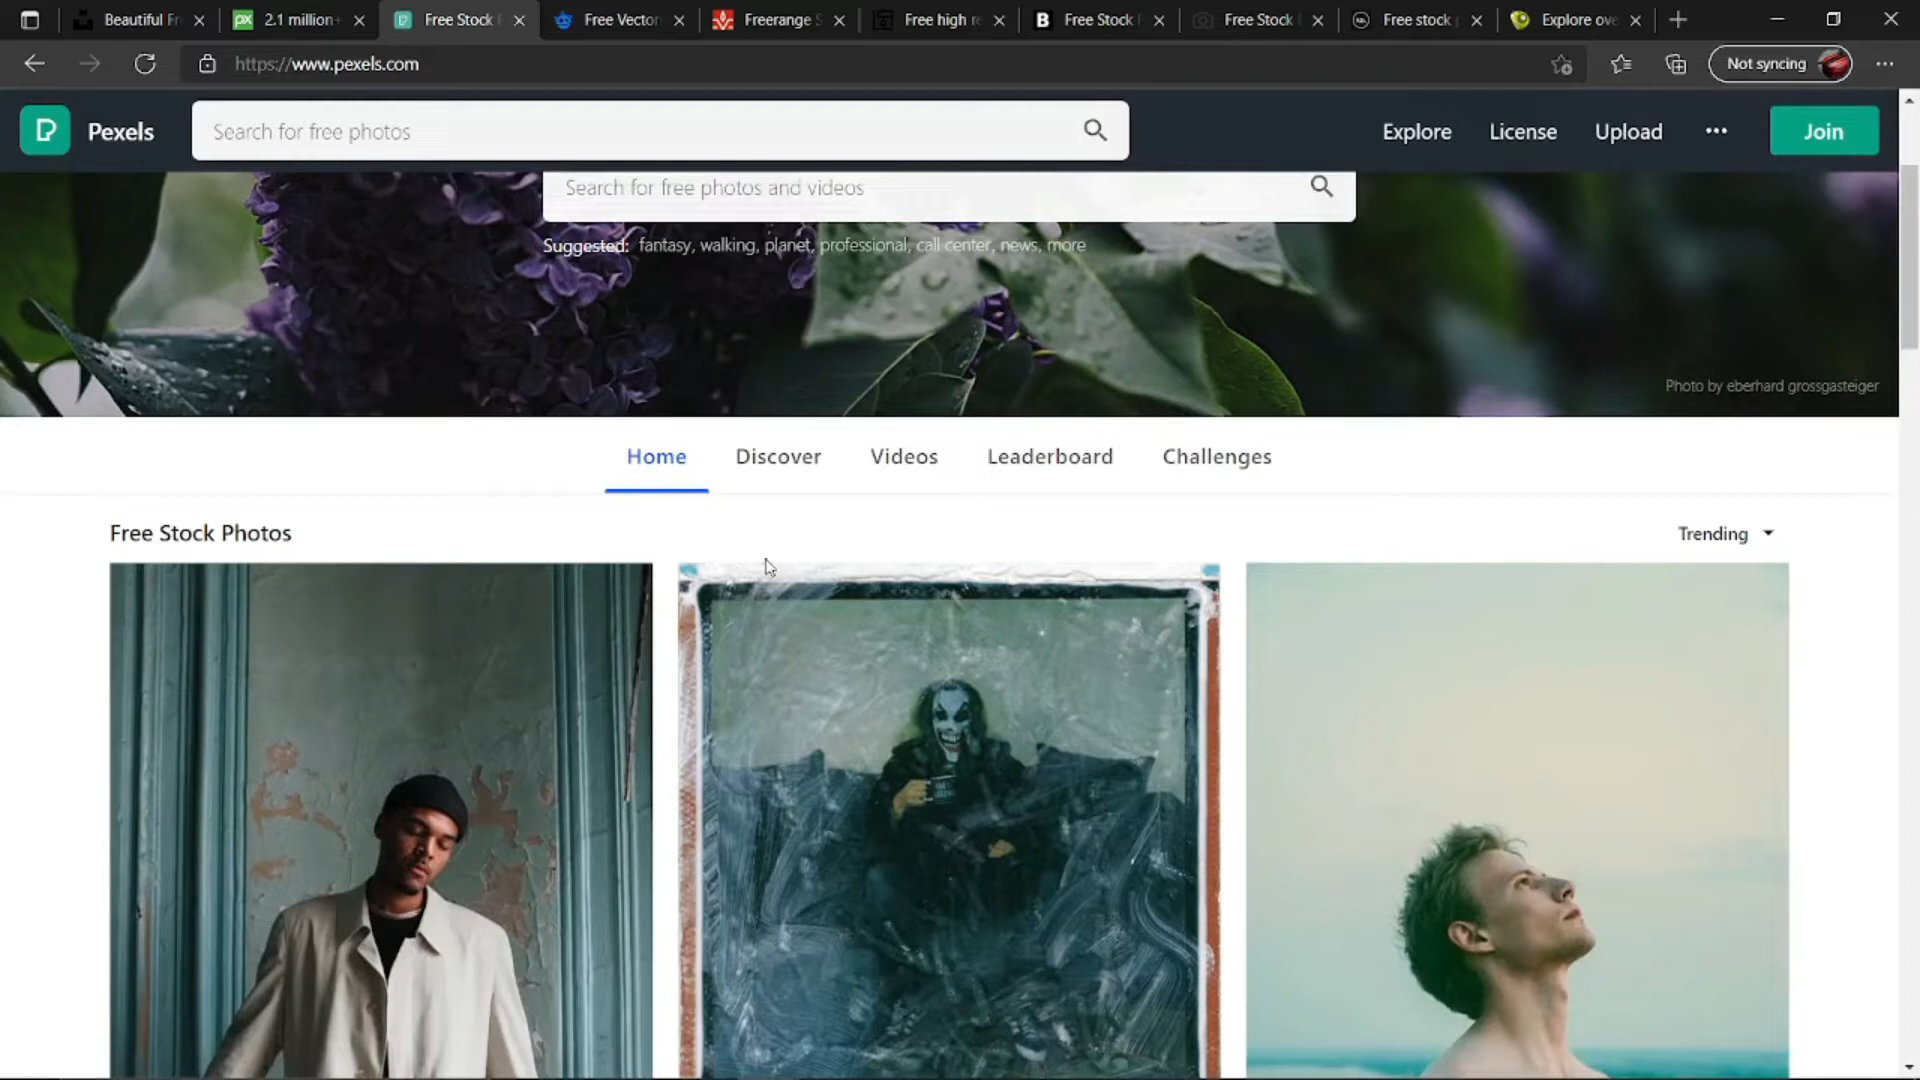 Beautiful Fr
2.1 million+
Free Stock P
Free Vector
Freerange S
Free high re
Free Stock P
Free Stock
Free stock p
Explore ove
https://www.pexels.com
Not syncing
Pexels
Search for free photos
Explore
License
Upload
Join
Search for free photos and videos
Suggested: fantasy, walking, planet, professional, call center, news, more
Photo by eberhard grossgasteiger
Home
Discover
Videos
Leaderboard
Challenges
Free Stock Photos
Trending